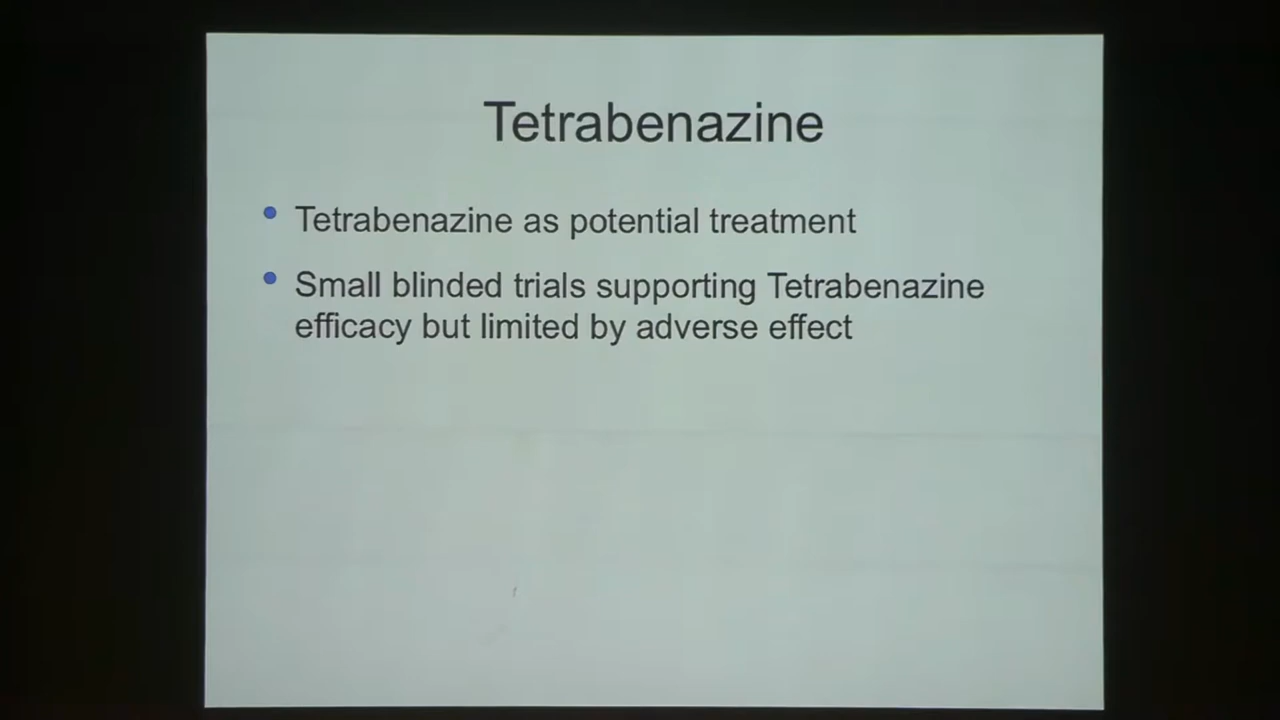 Tetrabenazine
• Tetrabenazine as potential treatment
• Small blinded trials supporting Tetrabenazine
efficacy but limited by adverse effect